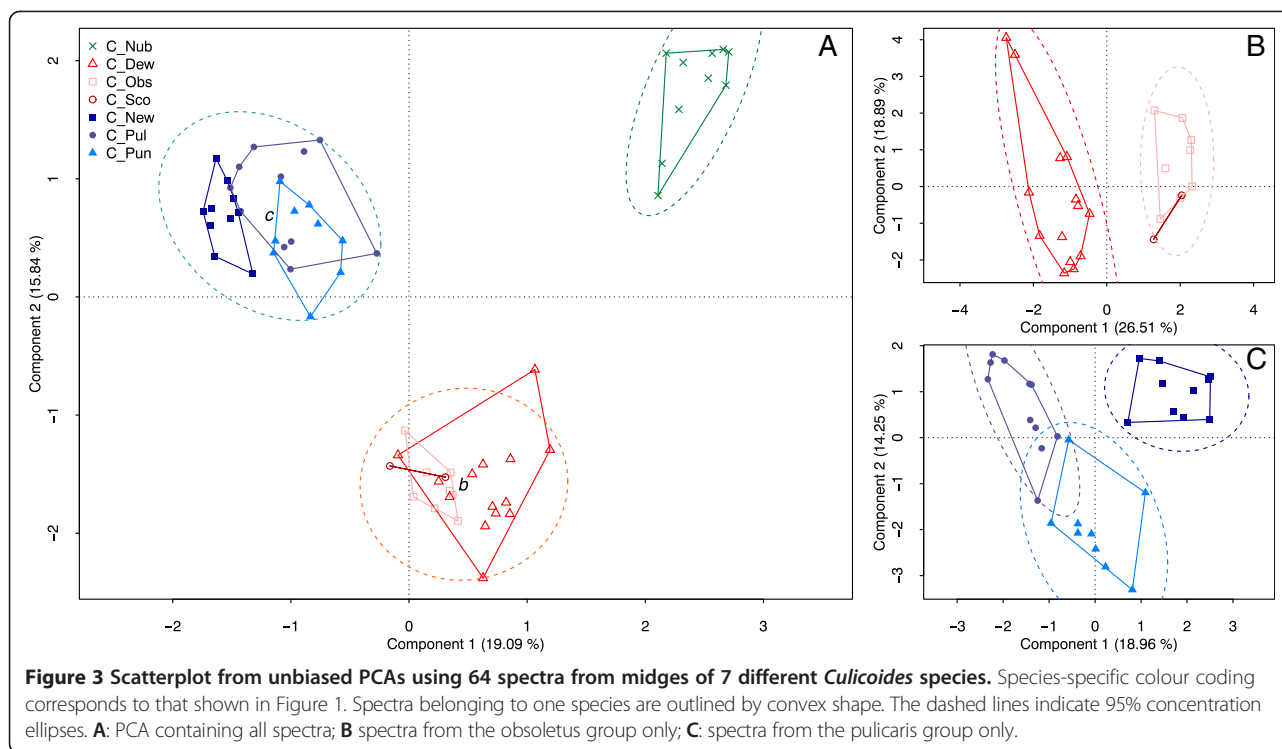 A
C_Nub
C_Dew
C_Obs
C_Sco
C_New
C_Pul
C_Pun
c
b
2
1
0
−1
−2
Component 2 (15.84 %)
−2 −1 0 1 2 3
Component 1 (19.09 %)
B
4
3
2
1
0
−1
−2
Component 2 (18.89 %)
−4 −2 0 2 4
Component 1 (26.51 %)
C
2
1
0
−1
−2
−3
Component 2 (14.25 %)
−3 −2 −1 0 1 2 3
Component 1 (18.96 %)
Figure 3 Scatterplot from unbiased PCAs using 64 spectra from midges of 7 different Culicoides species. Species-specific colour coding
corresponds to that shown in Figure 1. Spectra belonging to one species are outlined by convex shape. The dashed lines indicate 95% concentration
ellipses. A: PCA containing all spectra; B spectra from the obsoletus group only; C: spectra from the pulicaris group only.